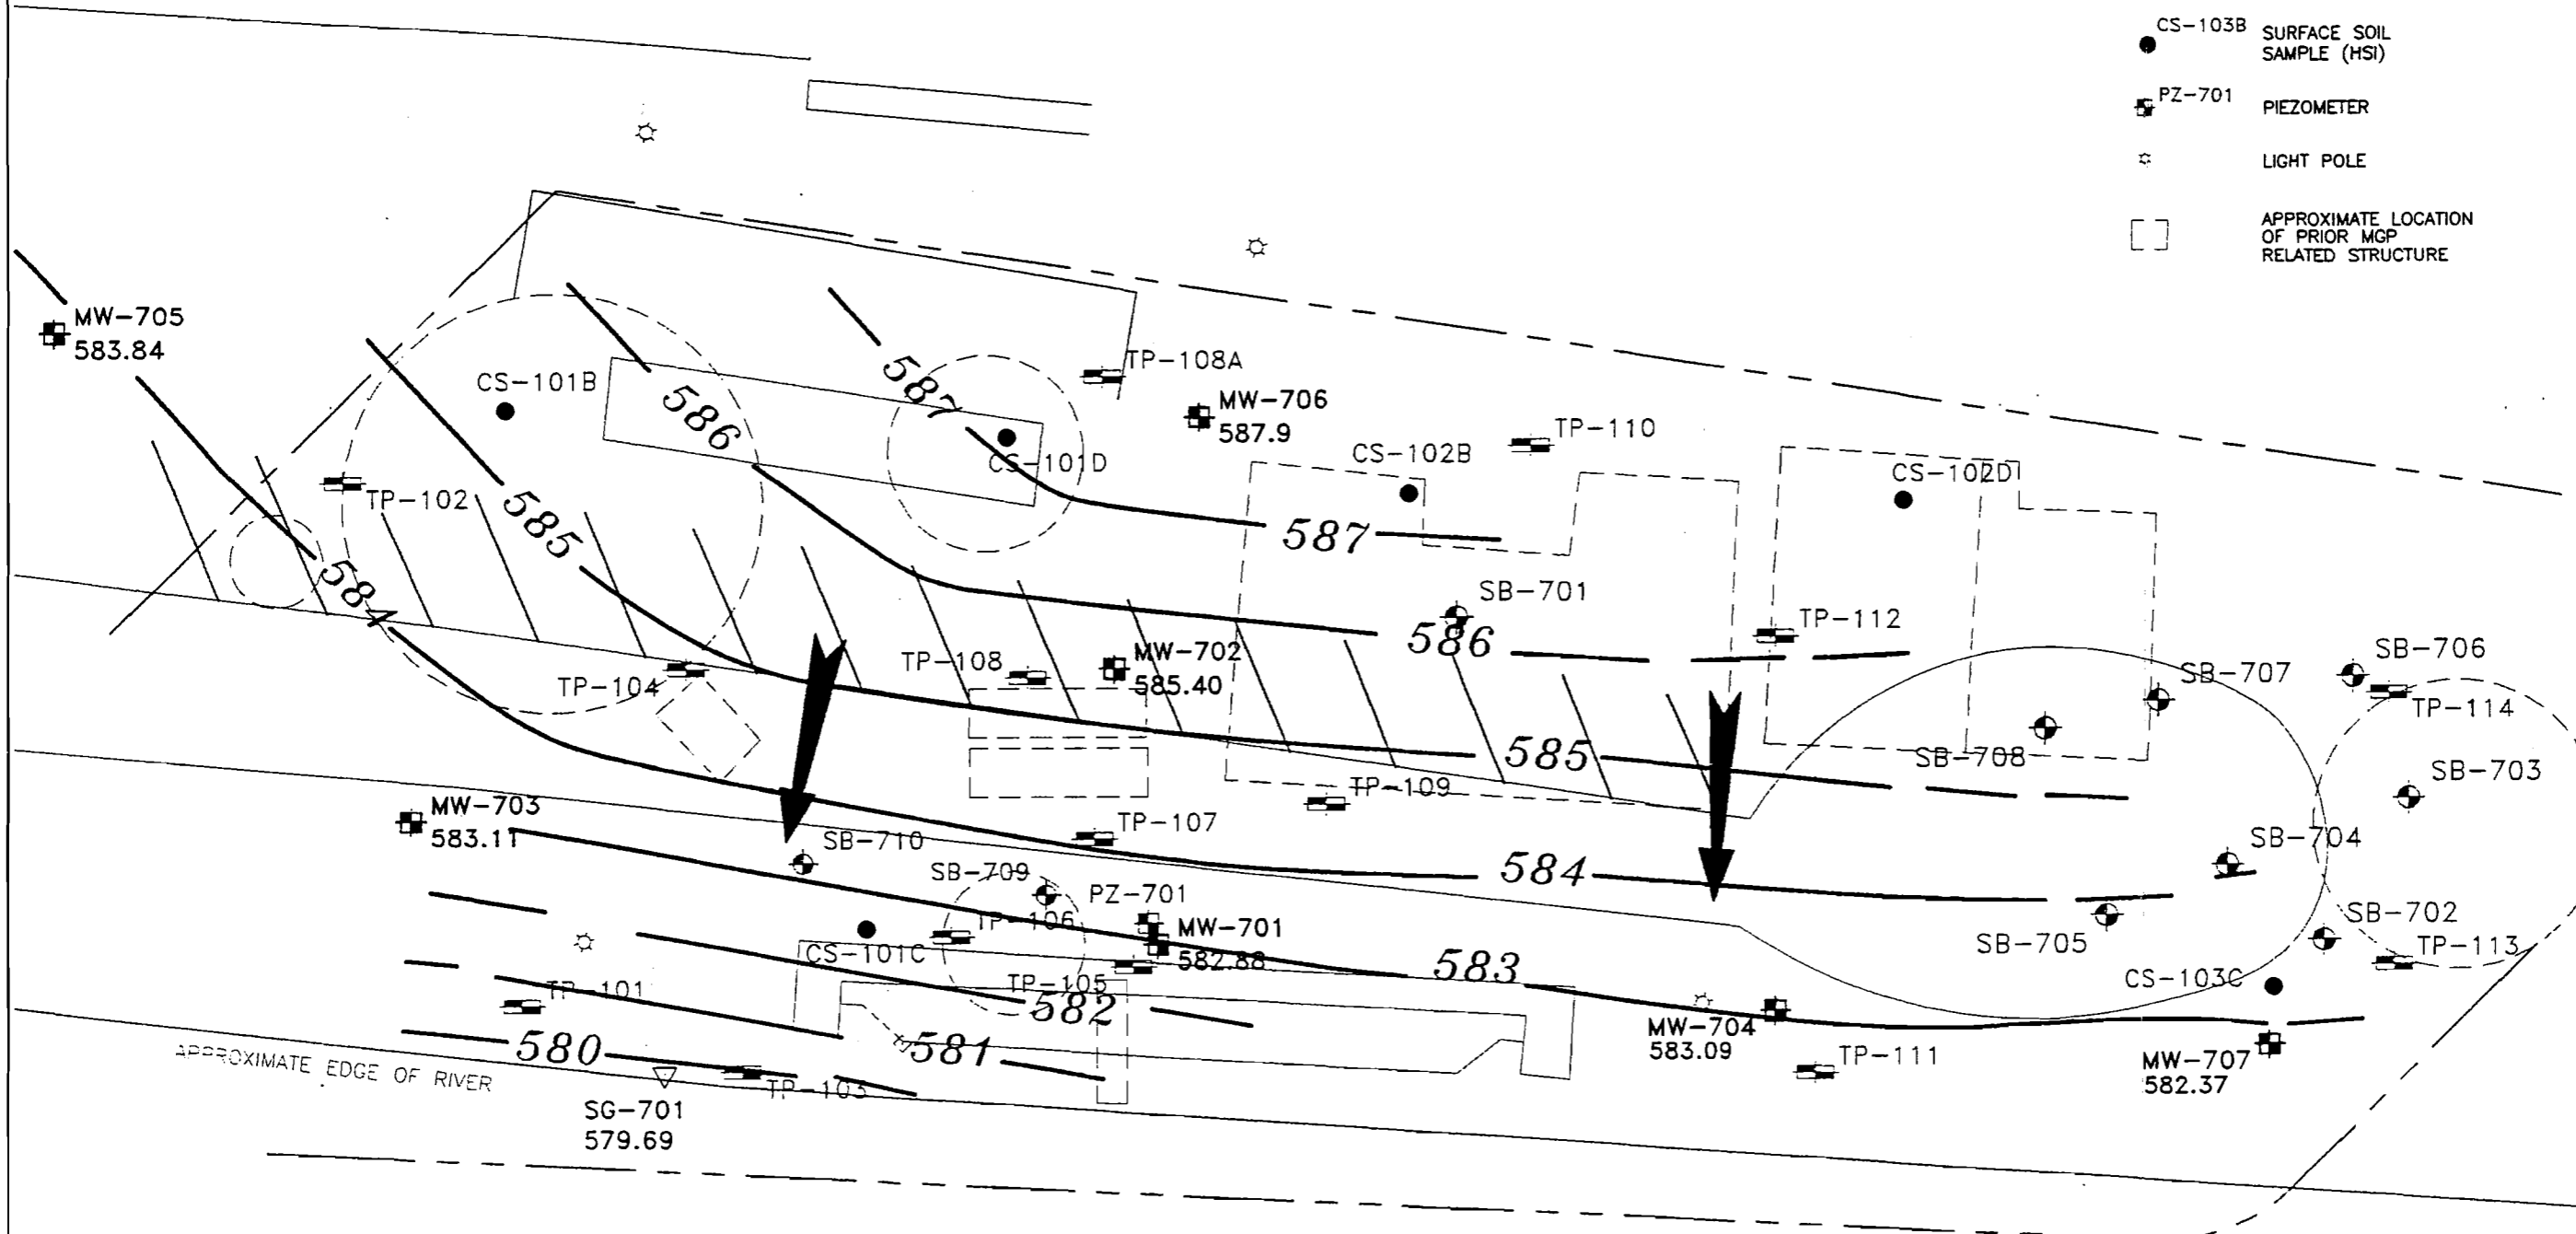 CS-103B
SURFACE SOIL
SAMPLE (HSI)
PZ-701
PIEZOMETER
LIGHT POLE
APPROXIMATE LOCATION
OF PRIOR MGP
RELATED STRUCTURE
MW-705
583.84
CS-101B
586
587
TP-108A
MW-706
587.9
CS-101D
TP-110
CS-102B
CS-102D
TP-102
585
587
584
SB-701
586
TP-112
TP-104
TP-108
MW-702
585.40
SB-706
SB-707
TP-114
585
SB-708
SB-703
TP-109
MW-703
583.11
TP-107
SB-710
SB-709
584
SB-704
PZ-701
TP-106
MW-701
582.88
CS-101C
SB-702
SB-705
TP-113
583
TP-105
CS-103C
TP-101
582
MW-704
583.09
580
581
TP-111
APPROXIMATE EDGE OF RIVER
TP-103
MW-707
582.37
SG-701
579.69